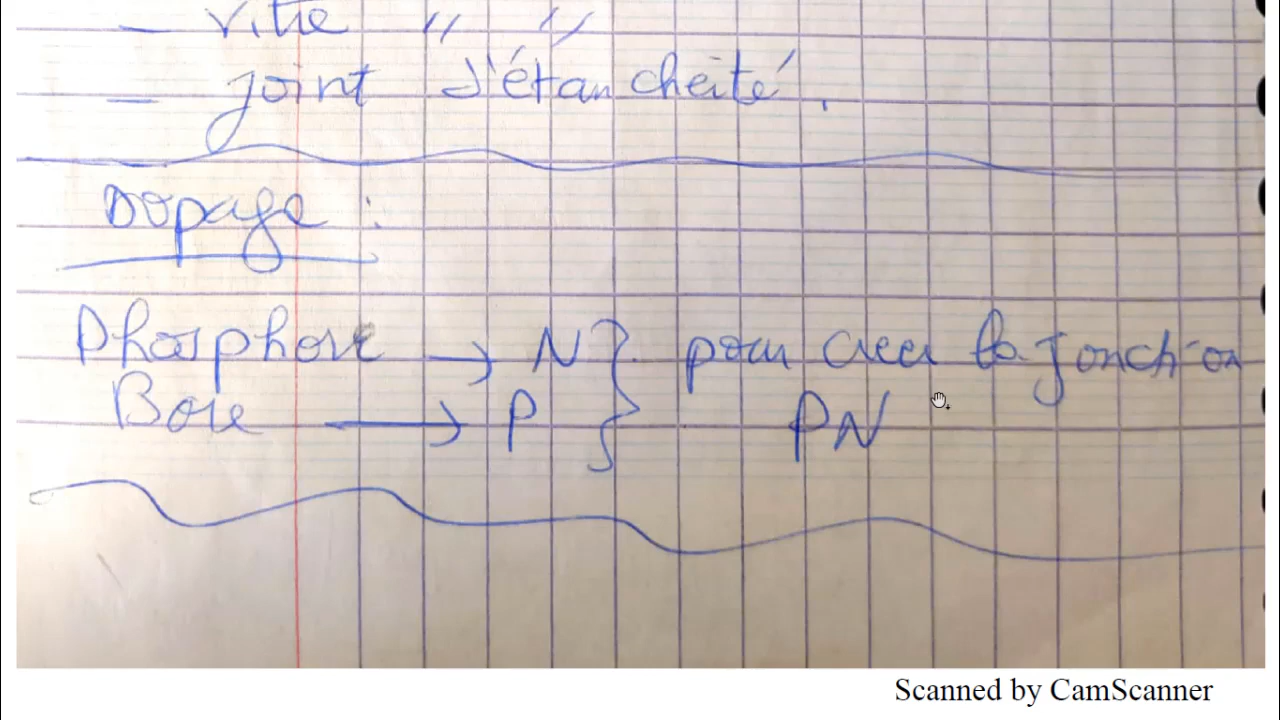 – vitre " "
– joint d'étanchéité.
Dopage :
Phosphore → N } pour créer la jonction
Bore → P } PN
Scanned by CamScanner